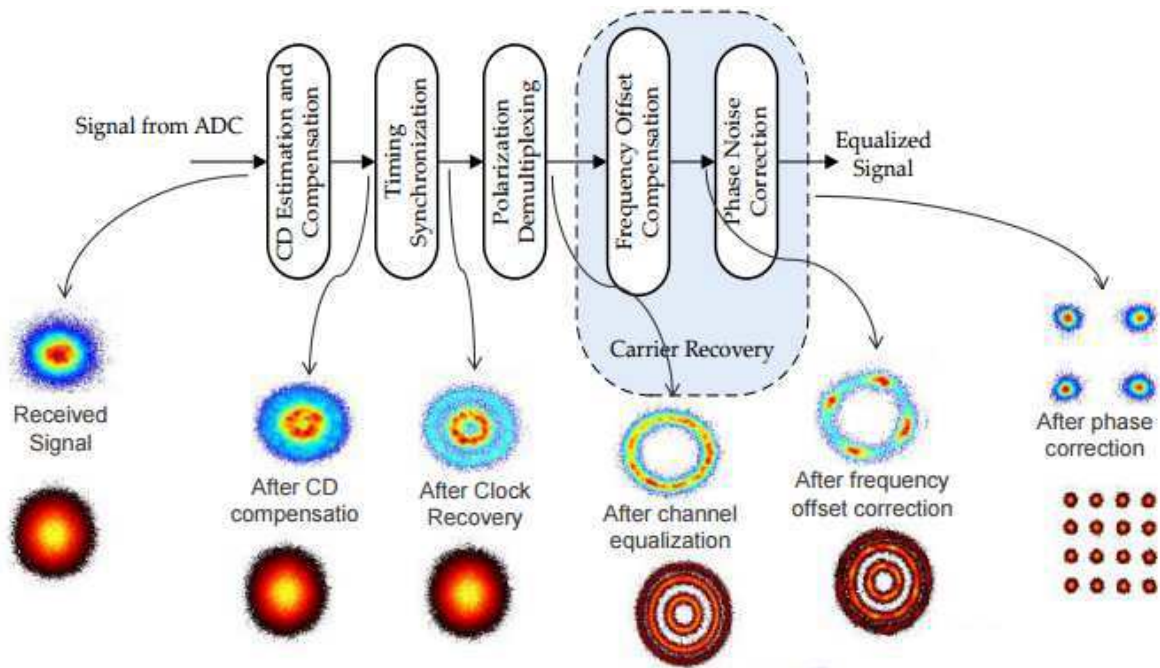 Signal from ADC
CD Estimation and
Compensation
Timing
Synchronization
Polarization
Demultiplexing
Frequency Offset
Compensation
Phase Noise
Correction
Equalized
Signal
Carrier Recovery
Received
Signal
After CD
compensatio
After Clock
Recovery
After channel
equalization
After frequency
offset correction
After phase
correction